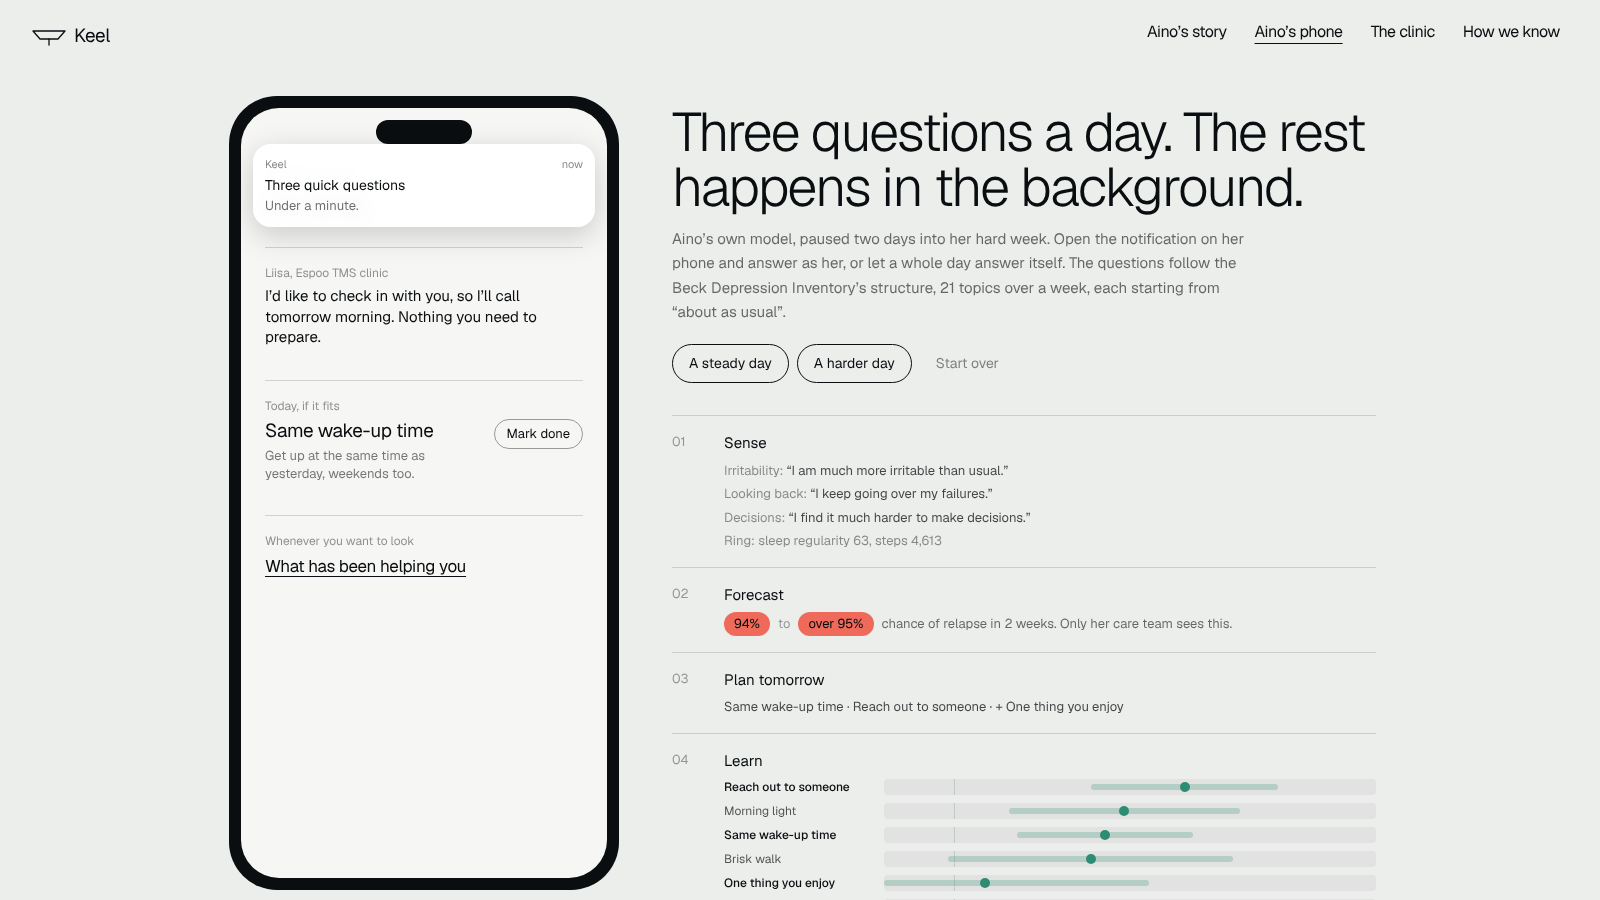 Keel
Aino’s story
Aino’s phone
The clinic
How we know
Keel
now
Three quick questions
Under a minute.
Liisa, Espoo TMS clinic
I’d like to check in with you, so I’ll call
tomorrow morning. Nothing you need to
prepare.
Today, if it fits
Same wake-up time
Mark done
Get up at the same time as
yesterday, weekends too.
Whenever you want to look
What has been helping you
Three questions a day. The rest
happens in the background.
Aino’s own model, paused two days into her hard week. Open the notification on her
phone and answer as her, or let a whole day answer itself. The questions follow the
Beck Depression Inventory’s structure, 21 topics over a week, each starting from
“about as usual”.
A steady day
A harder day
Start over
01 Sense
Irritability: “I am much more irritable than usual.”
Looking back: “I keep going over my failures.”
Decisions: “I find it much harder to make decisions.”
Ring: sleep regularity 63, steps 4,613
02 Forecast
94% to over 95% chance of relapse in 2 weeks. Only her care team sees this.
03 Plan tomorrow
Same wake-up time · Reach out to someone · + One thing you enjoy
04 Learn
Reach out to someone
Morning light
Same wake-up time
Brisk walk
One thing you enjoy